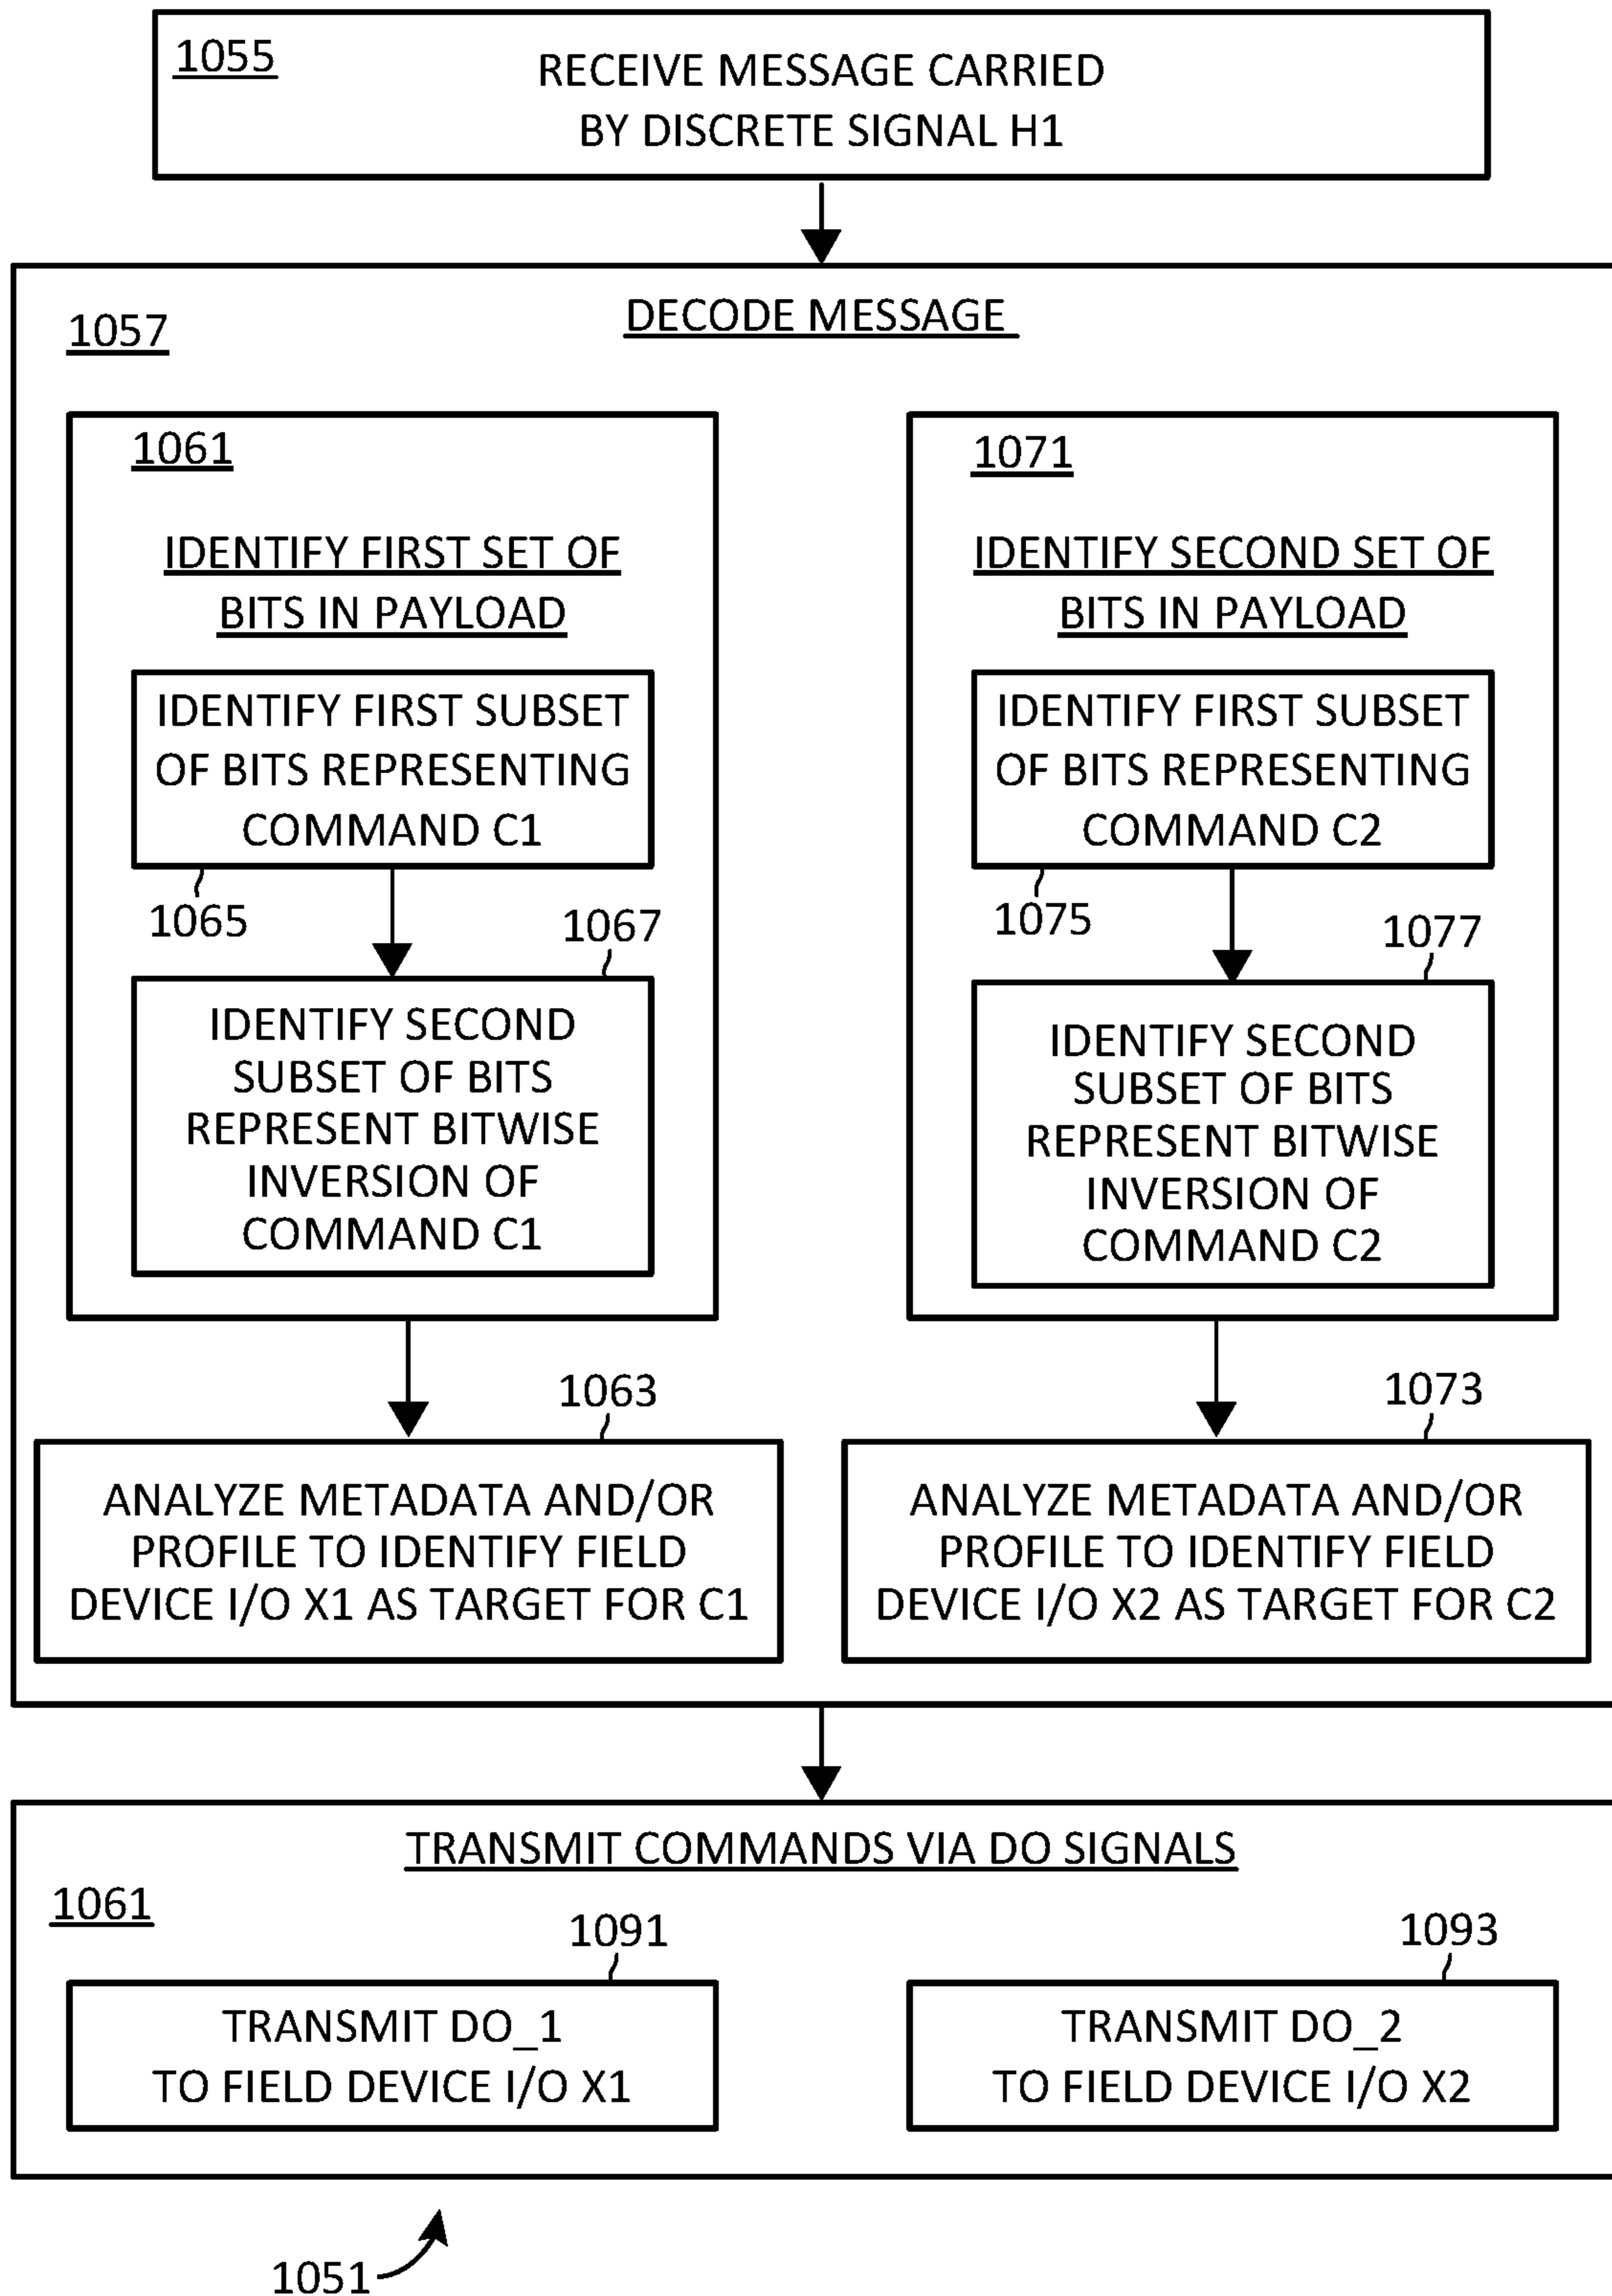 1055
RECEIVE MESSAGE CARRIED
BY DISCRETE SIGNAL H1
DECODE MESSAGE
1057
1061
IDENTIFY FIRST SET OF
BITS IN PAYLOAD
IDENTIFY FIRST SUBSET
OF BITS REPRESENTING
COMMAND C1
1065
1067
IDENTIFY SECOND
SUBSET OF BITS
REPRESENT BITWISE
INVERSION OF
COMMAND C1
1063
ANALYZE METADATA AND/OR
PROFILE TO IDENTIFY FIELD
DEVICE I/O X1 AS TARGET FOR C1
1071
IDENTIFY SECOND SET OF
BITS IN PAYLOAD
IDENTIFY FIRST SUBSET
OF BITS REPRESENTING
COMMAND C2
1075
1077
IDENTIFY SECOND
SUBSET OF BITS
REPRESENT BITWISE
INVERSION OF
COMMAND C2
1073
ANALYZE METADATA AND/OR
PROFILE TO IDENTIFY FIELD
DEVICE I/O X2 AS TARGET FOR C2
TRANSMIT COMMANDS VIA DO SIGNALS
1061
1091
TRANSMIT DO_1
TO FIELD DEVICE I/O X1
1093
TRANSMIT DO_2
TO FIELD DEVICE I/O X2
1051